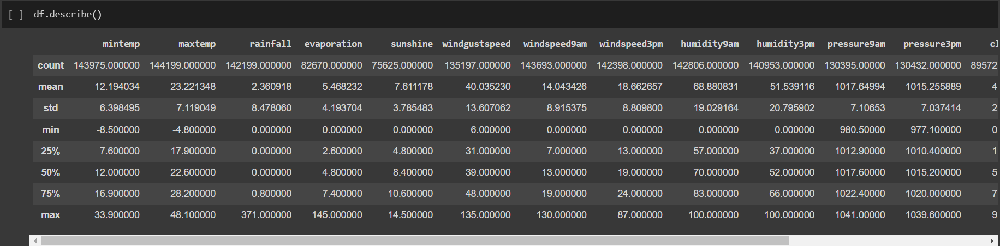 [ ] df.describe()
mintemp maxtemp rainfall evaporation sunshine windgustspeed windspeed9am windspeed3pm humidity9am humidity3pm pressure9am pressure3pm cl
count 143975.000000 144199.000000 142199.000000 82670.000000 75625.000000 135197.000000 143693.000000 142398.000000 142806.000000 140953.000000 130395.00000 130432.000000 89572
mean 12.194034 23.221348 2.360918 5.468232 7.611178 40.035230 14.043426 18.662657 68.880831 51.539116 1017.64994 1015.255889 4
std 6.398495 7.119049 8.478060 4.193704 3.785483 13.607062 8.915375 8.809800 19.029164 20.795902 7.10653 7.037414 2
min -8.500000 -4.800000 0.000000 0.000000 0.000000 6.000000 0.000000 0.000000 0.000000 0.000000 980.50000 977.100000 0
25% 7.600000 17.900000 0.000000 2.600000 4.800000 31.000000 7.000000 13.000000 57.000000 37.000000 1012.90000 1010.400000 1
50% 12.000000 22.600000 0.000000 4.800000 8.400000 39.000000 13.000000 19.000000 70.000000 52.000000 1017.60000 1015.200000 5
75% 16.900000 28.200000 0.800000 7.400000 10.600000 48.000000 19.000000 24.000000 83.000000 66.000000 1022.40000 1020.000000 7
max 33.900000 48.100000 371.000000 145.000000 14.500000 135.000000 130.000000 87.000000 100.000000 100.000000 1041.00000 1039.600000 9